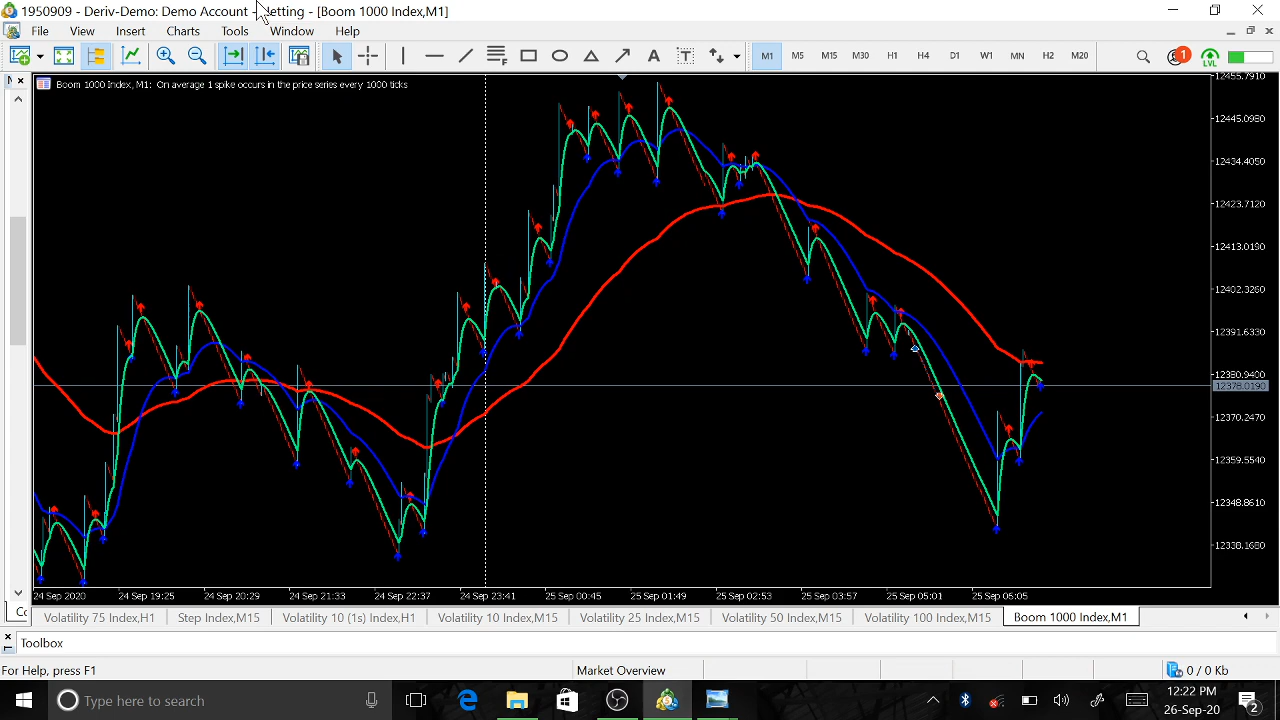 1950909 - Deriv-Demo: Demo Account - Netting - [Boom 1000 Index,M1]
File View Insert Charts Tools Window Help
M1 M5 M15 M30 H1 H4 D1 W1 MN H2 M20 1 LVL
Boom 1000 Index, M1: On average 1 spike occurs in the price series every 1000 ticks
12455.7910
12445.0980
12434.4050
12423.7120
12413.0190
12402.3260
12391.6330
12380.9400
12378.0190
12370.2470
12359.5540
12348.8610
12338.1680
24 Sep 2020 24 Sep 19:25 24 Sep 20:29 24 Sep 21:33 24 Sep 22:37 24 Sep 23:41 25 Sep 00:45 25 Sep 01:49 25 Sep 02:53 25 Sep 03:57 25 Sep 05:01 25 Sep 05:05
Volatility 75 Index,H1 Step Index,M15 Volatility 10 (1s) Index,H1 Volatility 10 Index,M15 Volatility 25 Index,M15 Volatility 50 Index,M15 Volatility 100 Index,M15 Boom 1000 Index,M1
Toolbox
For Help, press F1 Market Overview 0 / 0 Kb
Type here to search 12:22 PM
26-Sep-20 2